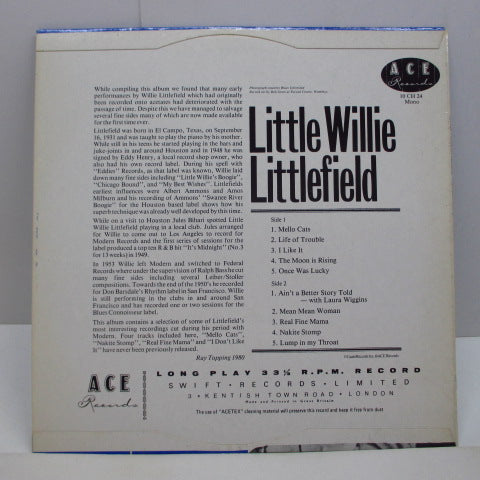 While compiling this album we found that many early
performances by Willie Littlefield which had originally
been recorded onto acetates had deteriorated with the
passage of time. Despite this we have managed to salvage
several fine sides many of which are now made available
for the first time ever.
Littlefield was born in El Campo, Texas, on September
16, 1931 and was taught to play the piano by his mother.
While still in his teens he started playing in the bars and
juke-joints in and around Houston and in 1948 he was
signed by Eddy Henry, a local record shop owner, who
also had his own record label. During his spell with
"Eddies" Records, as that label was known, Willie laid
down many fine sides including "Little Willie's Boogie",
"Chicago Bound", and "My Best Wishes". Littlefields
earliest influences were Albert Ammons and Amos
Milburn and his recording of Ammons' "Swanee River
Boogie" for the Houston based label shows how his
superb technique was already well developed by this time.
While on a visit to Houston Jules Bihari spotted Little
Willie Littlefield playing in a local club. Jules arranged
for Willie to come out to Los Angeles to record for
Modern Records and the first series of sessions for the
label produced a top ten R & B hit "It's Midnight" (No.3
for 13 weeks) in 1949.
In 1953 Willie left Modern and switched to Federal
Records where under the supervision of Ralph Bass he cut
many fine sides including several Leiber/Stoller
compositions. Towards the end of the 1950's he recorded
for Don Barsdale's Rhythm label in San Francisco. Willie
is still performing in the clubs in and around San
Francisco and has recorded one or two sessions for the
Blues Connoisseur label.
This album contains a selection of some of Littlefield's
most interesting recordings cut during his period with
Modern. Four tracks included here, "Mello Cats",
"Nakite Stomp", "Real Fine Mama" and "I Don't Like
It" have never been previously released.
Ray Topping 1980
ACE
Records
10 CH 24
Mono
Little Willie
Littlefield
Side 1
1. Mello Cats
2. Life of Trouble
3. I Like It
4. The Moon is Rising
5. Once Was Lucky
Side 2
1. Ain't a Better Story Told
— with Laura Wiggins
2. Mean Mean Woman
3. Real Fine Mama
4. Nakite Stomp
5. Lump in my Throat
ACE
Records
LONG PLAY 33⅓ R.P.M. RECORD
SWIFT • RECORDS • LIMITED
3 • KENTISH TOWN ROAD • LONDON
Made and Printed in Great Britain
The use of "ACETEX" cleaning material will preserve this record and keep it free from dust